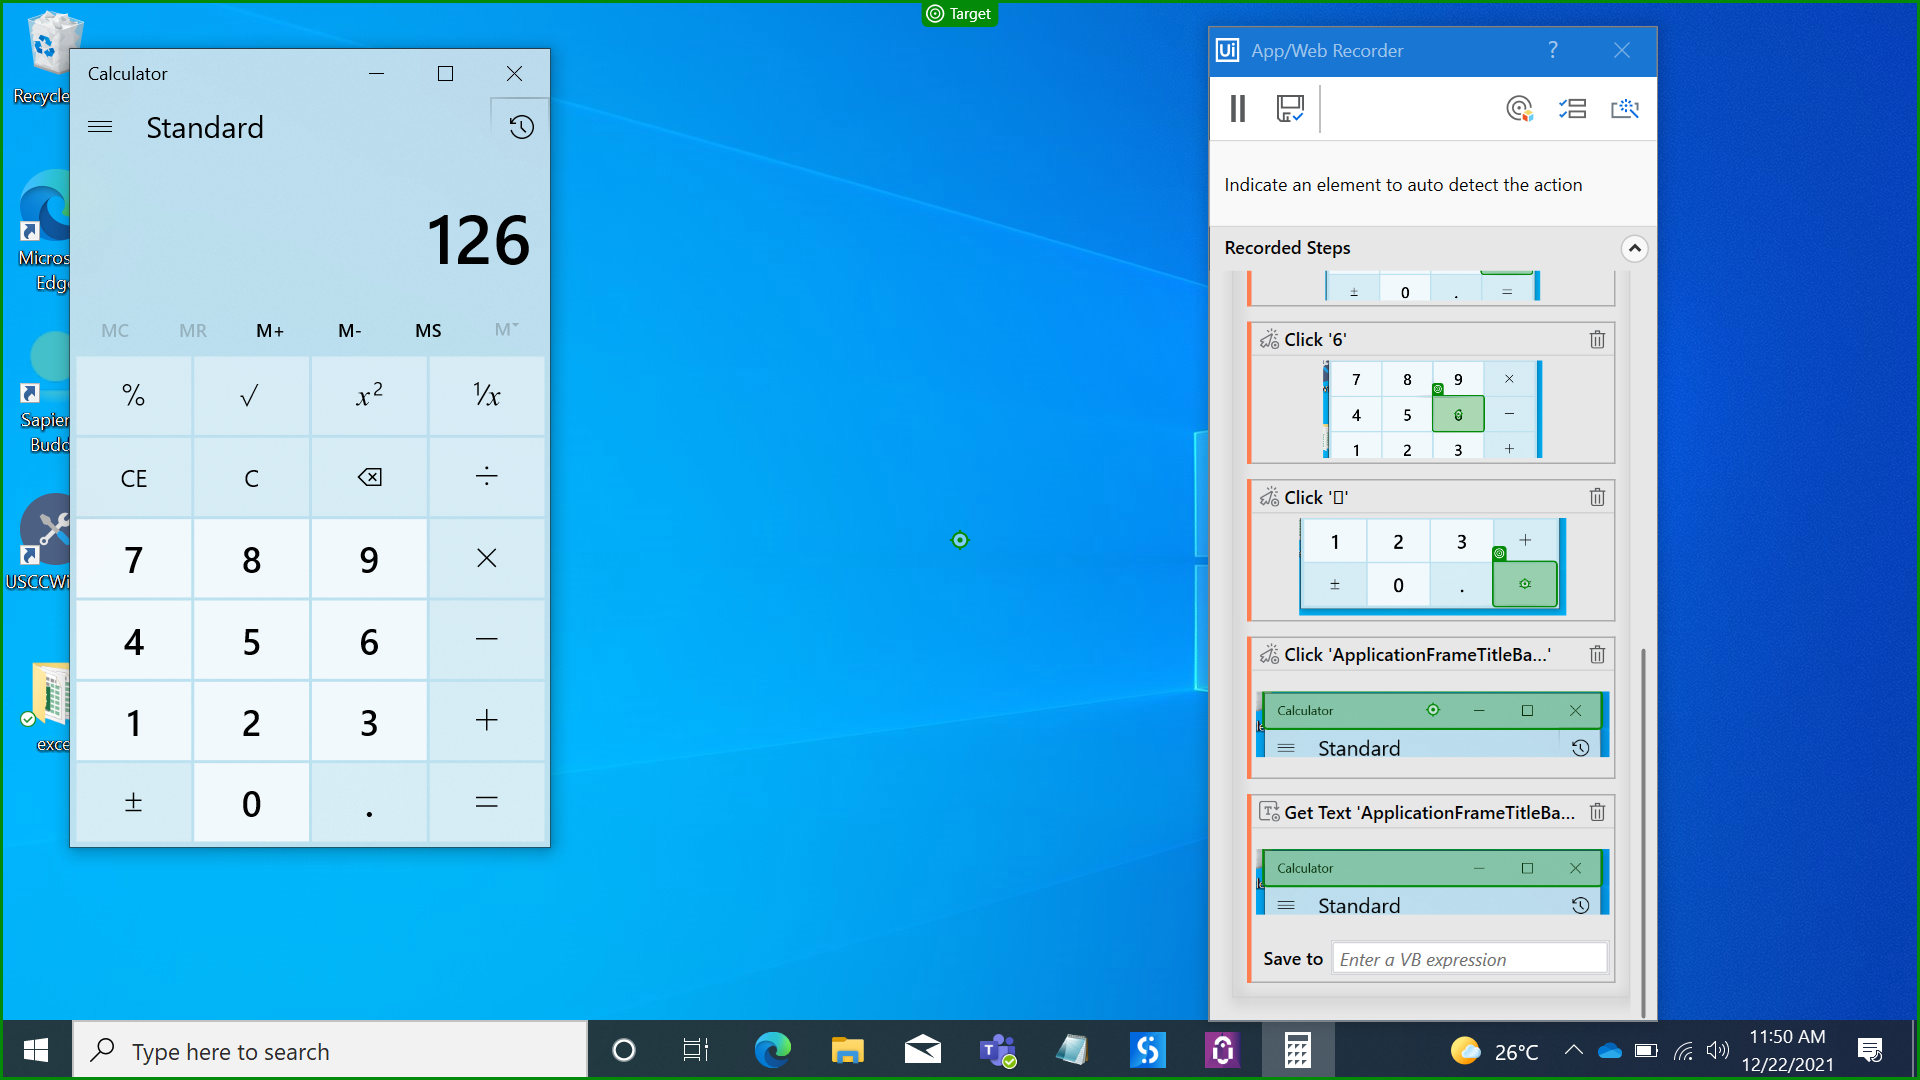 Target
Recycle
Micros
Edg
Sapien
Budd
USCCWi
exce
Calculator
Standard
126
MC MR M+ M- MS M
% √ x² ¹/x
CE C ÷
7 8 9 ×
4 5 6 −
1 2 3 +
± 0 . =
Ui App/Web Recorder ?
Indicate an element to auto detect the action
Recorded Steps
± 0 . =
Click '6'
7 8 9 ×
4 5 6 −
1 2 3 +
Click '▯'
1 2 3 +
± 0 .
Click 'ApplicationFrameTitleBa...'
Calculator
Standard
Get Text 'ApplicationFrameTitleBa...
Calculator
Standard
Save to Enter a VB expression
Type here to search
26°C
11:50 AM
12/22/2021